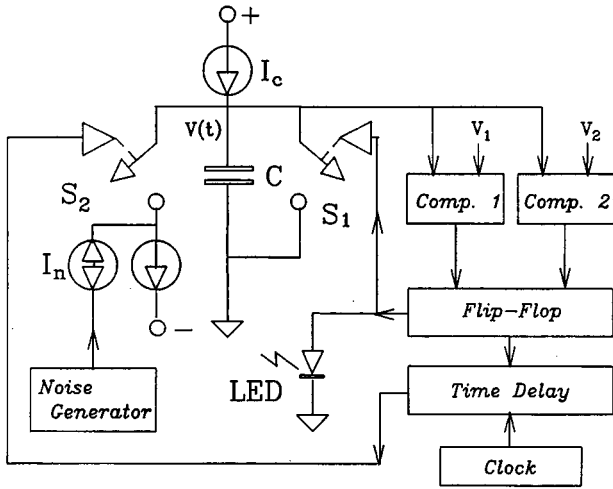 +
I_c
V(t)
V_1
V_2
C
Comp. 1
Comp. 2
S_2
S_1
I_n
Flip-Flop
−
LED
Time Delay
Noise
Generator
Clock